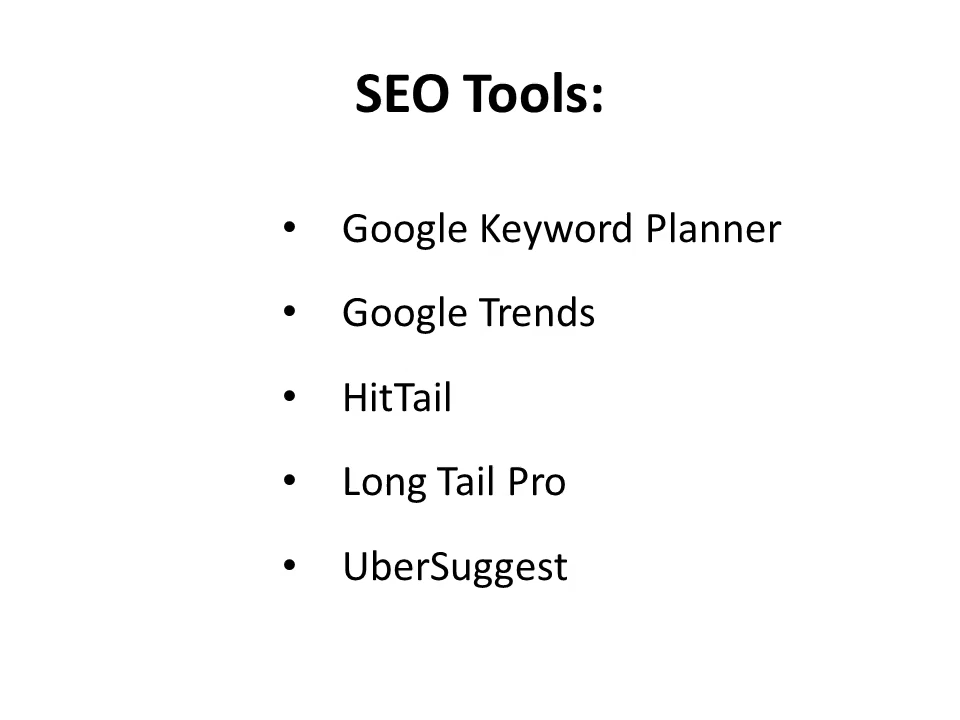 SEO Tools:
• Google Keyword Planner
• Google Trends
• HitTail
• Long Tail Pro
• UberSuggest